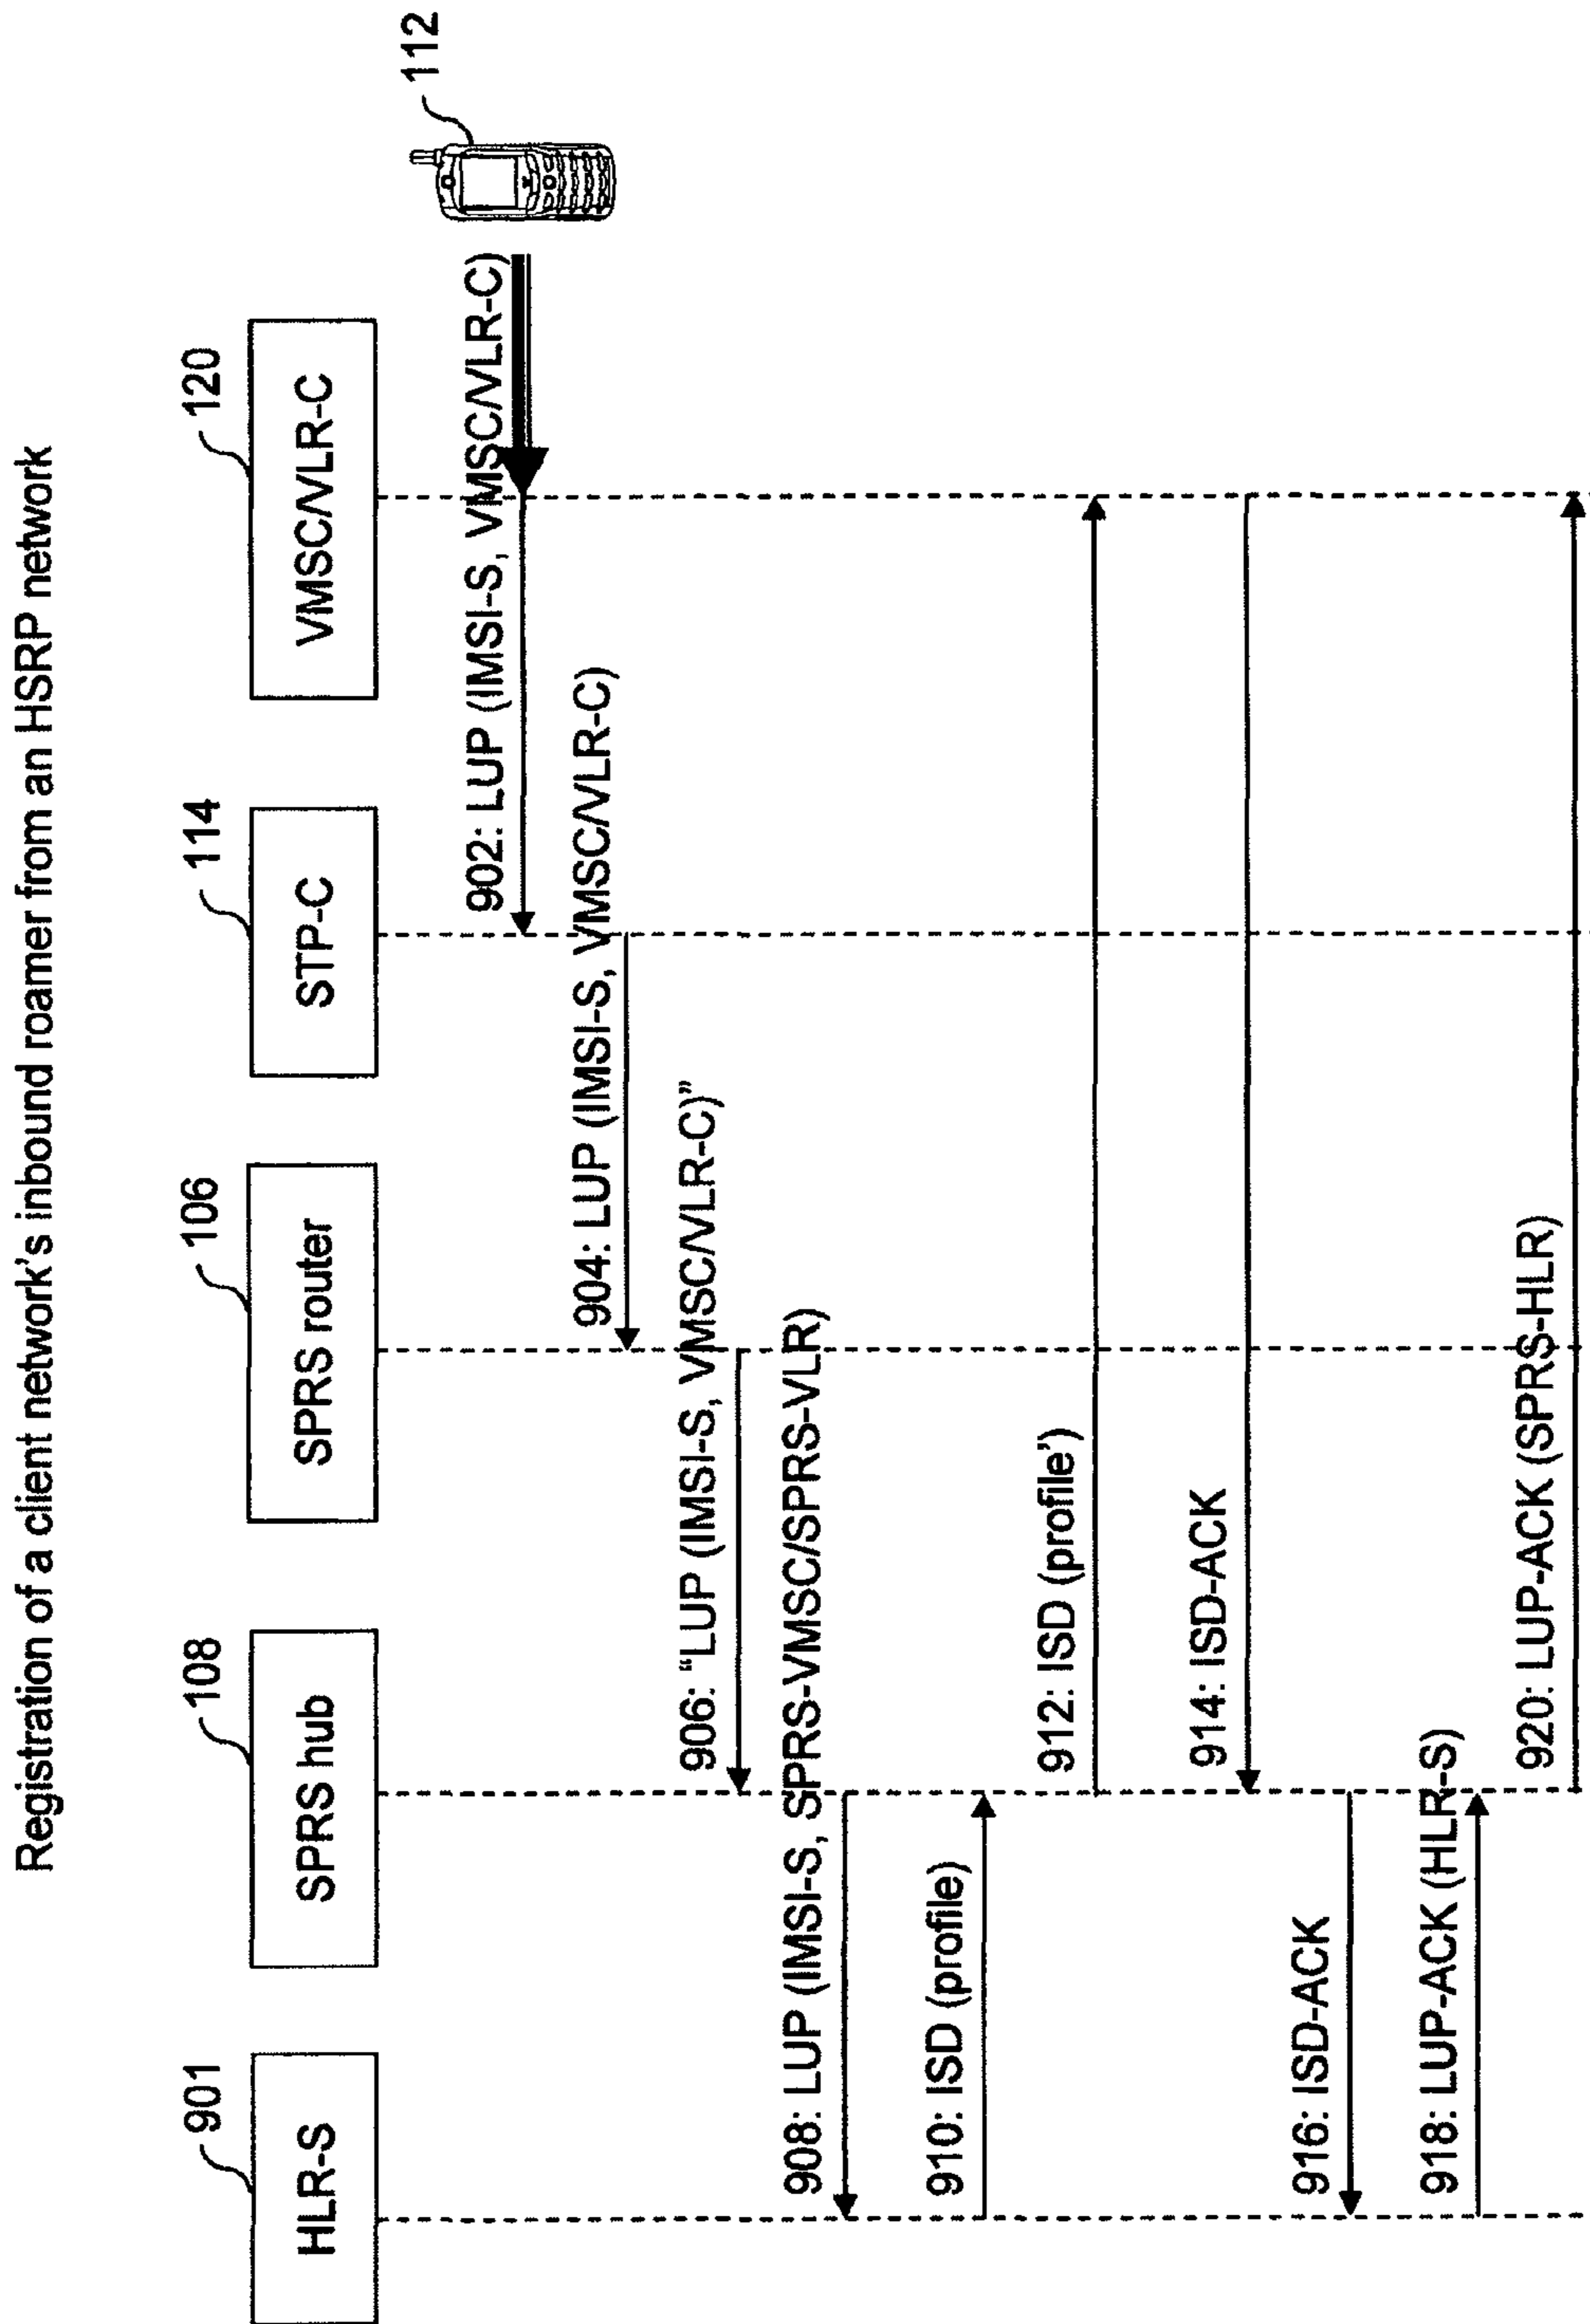 Registration of a client network's inbound roamer from an HSRP network
901
108
106
114
120
HLR-S
SPRS hub
SPRS router
STP-C
VMSC/VLR-C
112
902: LUP (IMSI-S, VMSC/VLR-C)
904: LUP (IMSI-S, VMSC/VLR-C)
906: “LUP (IMSI-S, VMSC/VLR-C)”
908: LUP (IMSI-S, SPRS-VMSC/SPRS-VLR)
910: ISD (profile)
912: ISD (profile')
914: ISD-ACK
916: ISD-ACK
918: LUP-ACK (HLR-S)
920: LUP-ACK (SPRS-HLR)